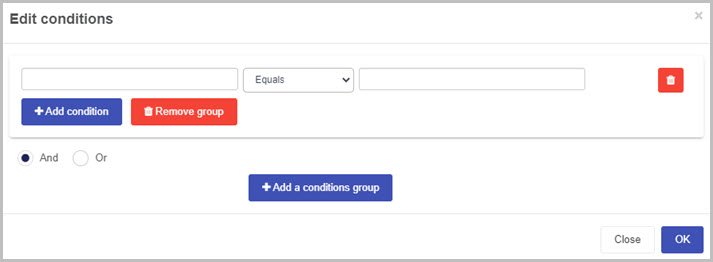 Edit conditions
×
Equals
Add condition Remove group
And Or
Add a conditions group
Close OK